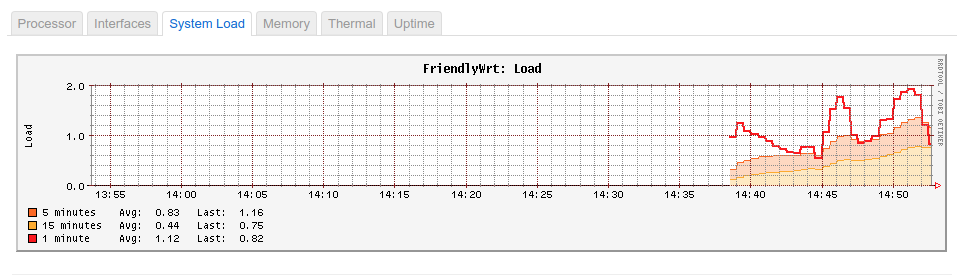 Processor Interfaces System Load Memory Thermal Uptime
FriendlyWrt: Load
RRDTOOL / TOBI OETIKER
Load
2.0
1.0
0.0
13:55 14:00 14:05 14:10 14:15 14:20 14:25 14:30 14:35 14:40 14:45 14:50
5 minutes Avg: 0.83 Last: 1.16
15 minutes Avg: 0.44 Last: 0.75
1 minute Avg: 1.12 Last: 0.82